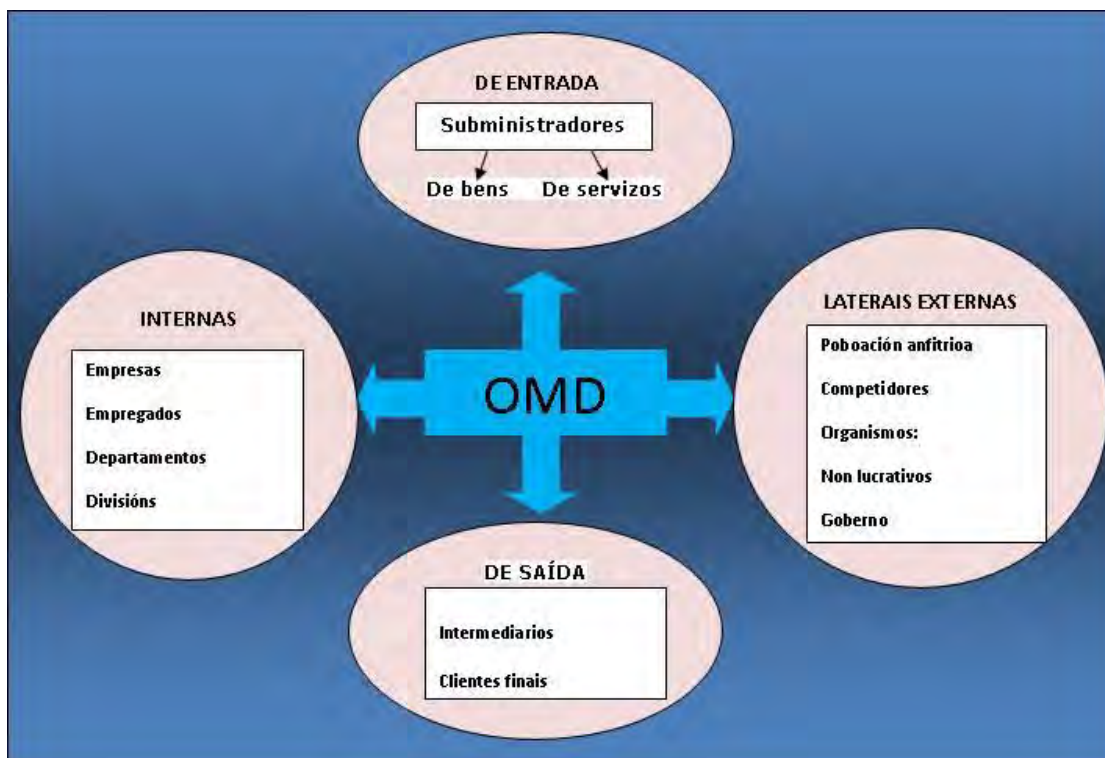 DE ENTRADA
Subministradores
De bens De servizos
INTERNAS
Empresas
Empregados
Departamentos
Divisións
OMD
LATERAIS EXTERNAS
Poboación anfitrioa
Competidores
Organismos:
Non lucrativos
Goberno
DE SAÍDA
Intermediarios
Clientes finais